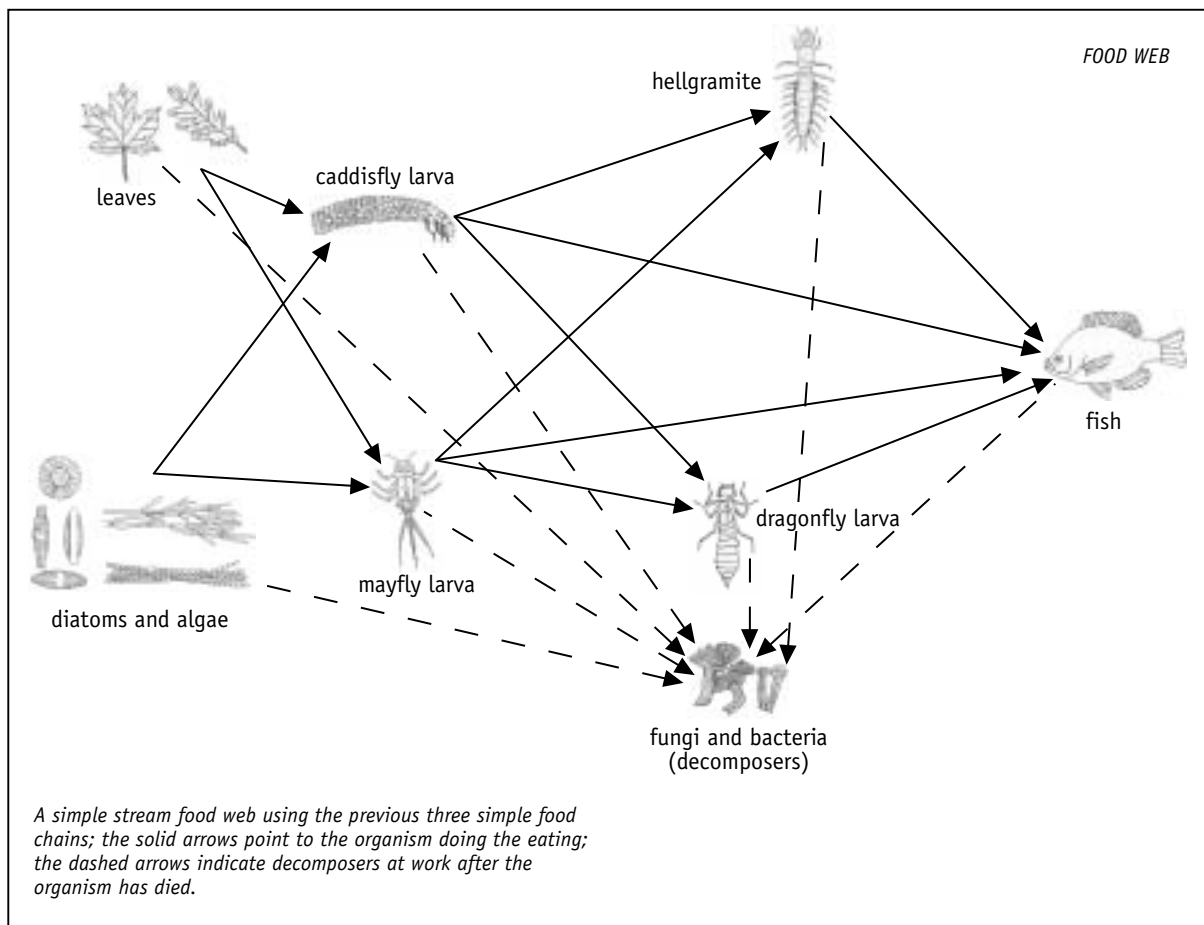 FOOD WEB
hellgramite
leaves
caddisfly larva
fish
dragonfly larva
mayfly larva
diatoms and algae
fungi and bacteria
(decomposers)
A simple stream food web using the previous three simple food
chains; the solid arrows point to the organism doing the eating;
the dashed arrows indicate decomposers at work after the
organism has died.